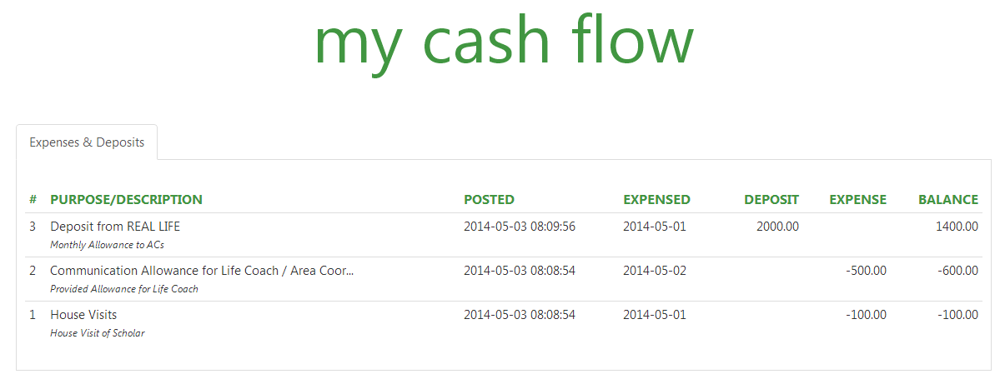 my cash flow
Expenses & Deposits
# PURPOSE/DESCRIPTION POSTED EXPENSED DEPOSIT EXPENSE BALANCE
3 Deposit from REAL LIFE 2014-05-03 08:09:56 2014-05-01 2000.00 1400.00
Monthly Allowance to ACs
2 Communication Allowance for Life Coach / Area Coor... 2014-05-03 08:08:54 2014-05-02 -500.00 -600.00
Provided Allowance for Life Coach
1 House Visits 2014-05-03 08:08:54 2014-05-01 -100.00 -100.00
House Visit of Scholar